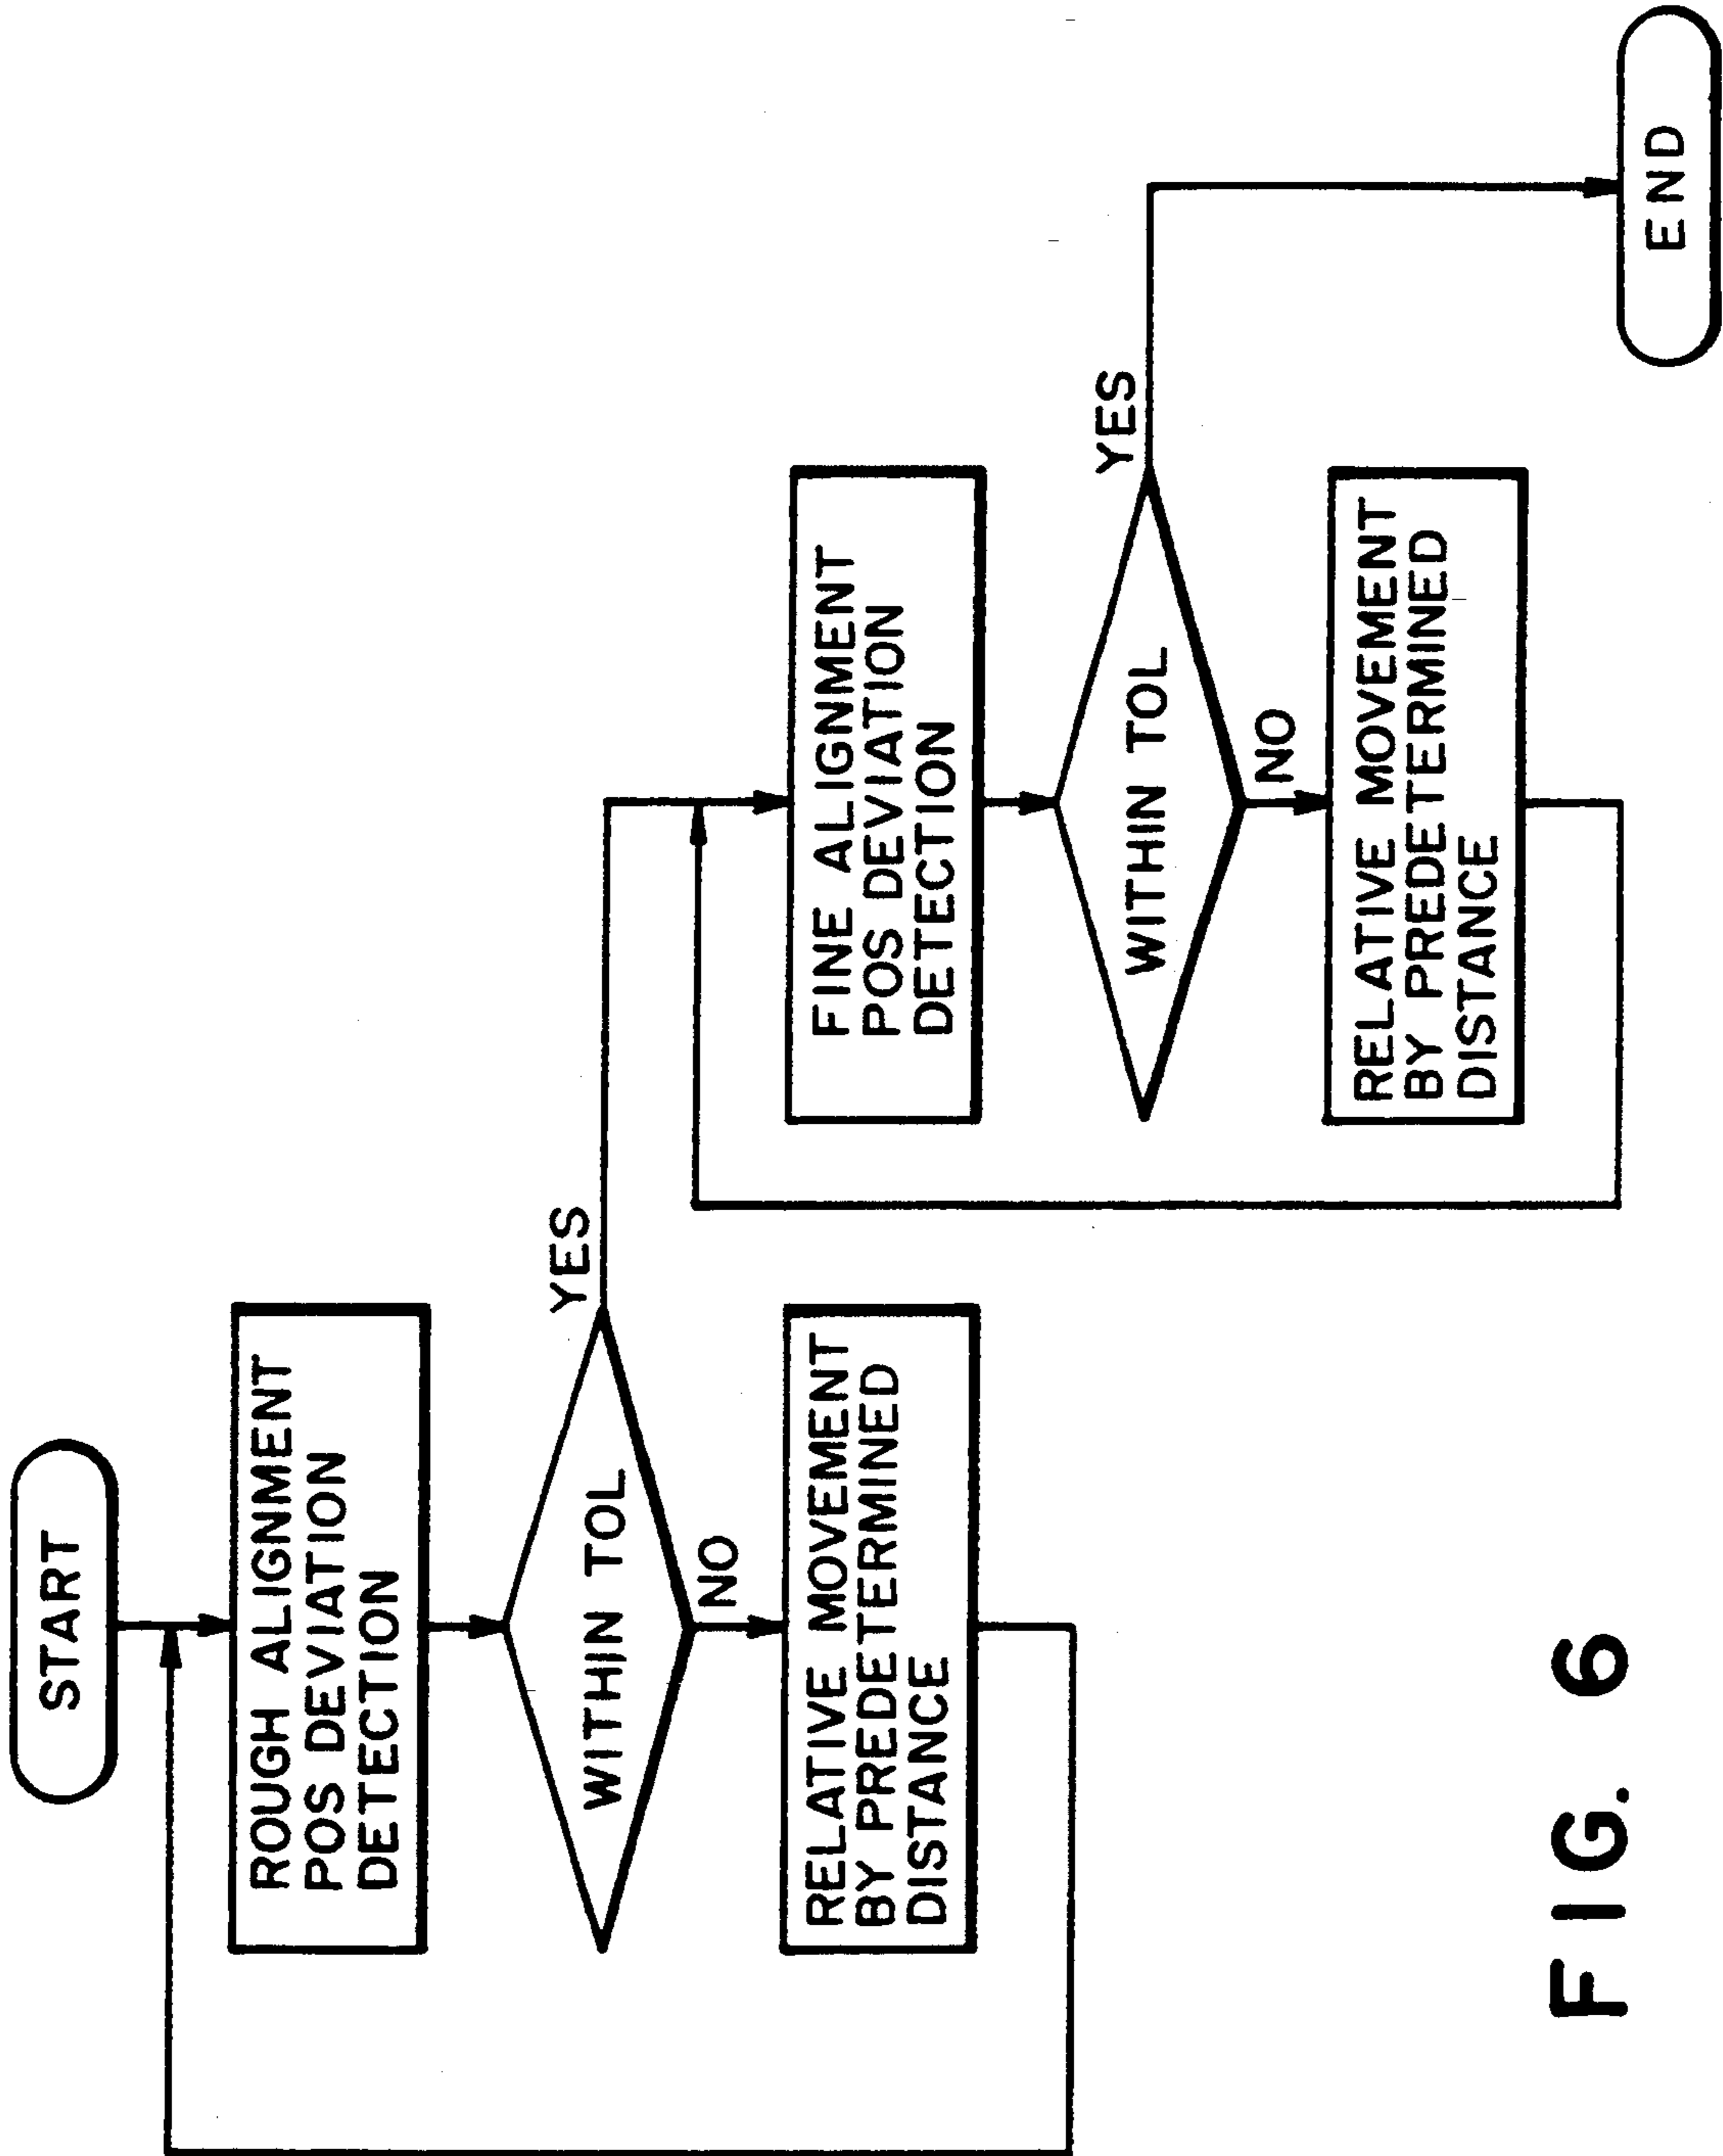 START
ROUGH ALIGNMENT
POS DEVIATION
DETECTION
WITHIN TOL
YES
NO
RELATIVE MOVEMENT
BY PREDETERMINED
DISTANCE
FINE ALIGNMENT
POS DEVIATION
DETECTION
WITHIN TOL
YES
NO
RELATIVE MOVEMENT
BY PREDETERMINED
DISTANCE
END
FIG. 6